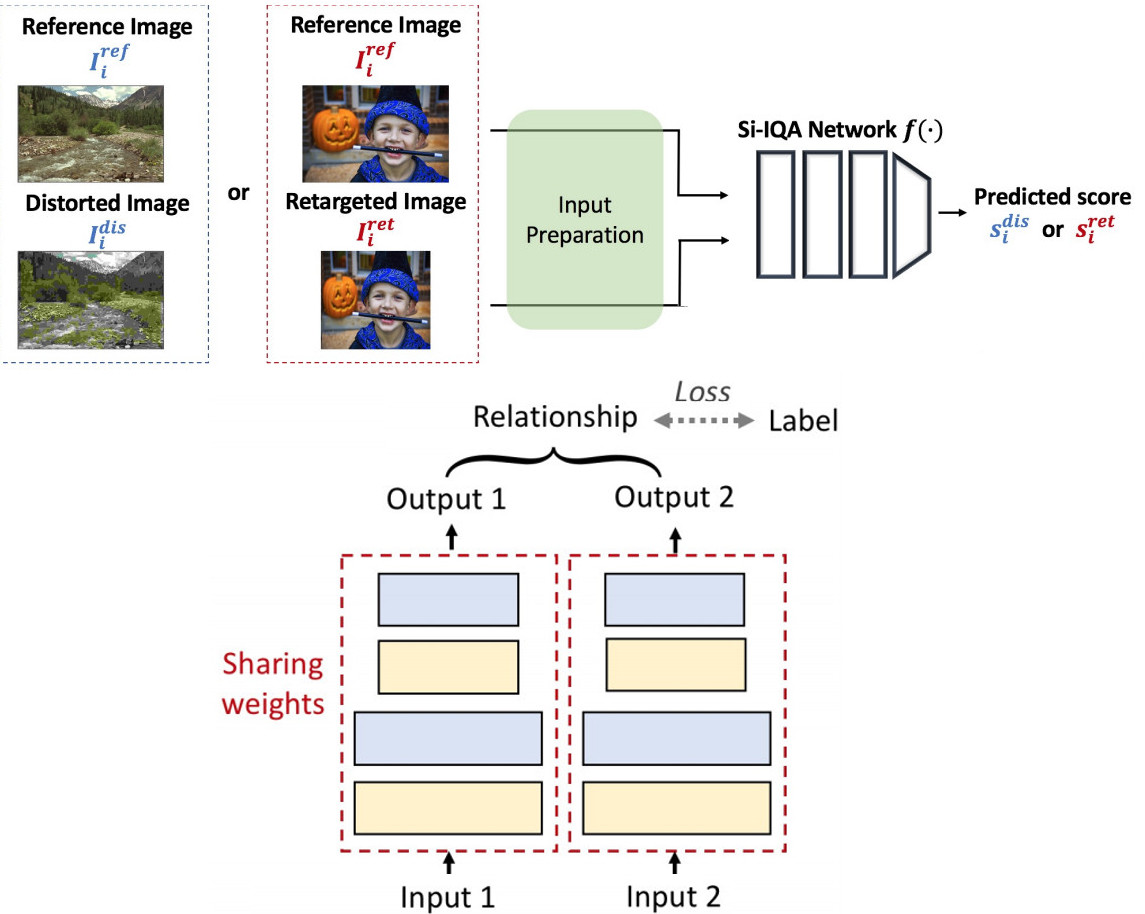 Reference Image
I_i^{ref}
Distorted Image
I_i^{dis}
or
Reference Image
I_i^{ref}
Retargeted Image
I_i^{ret}
Input
Preparation
Si-IQA Network f(·)
Predicted score
s_i^{dis} or s_i^{ret}
Loss
Relationship
Label
Output 1
Output 2
Sharing
weights
Input 1
Input 2